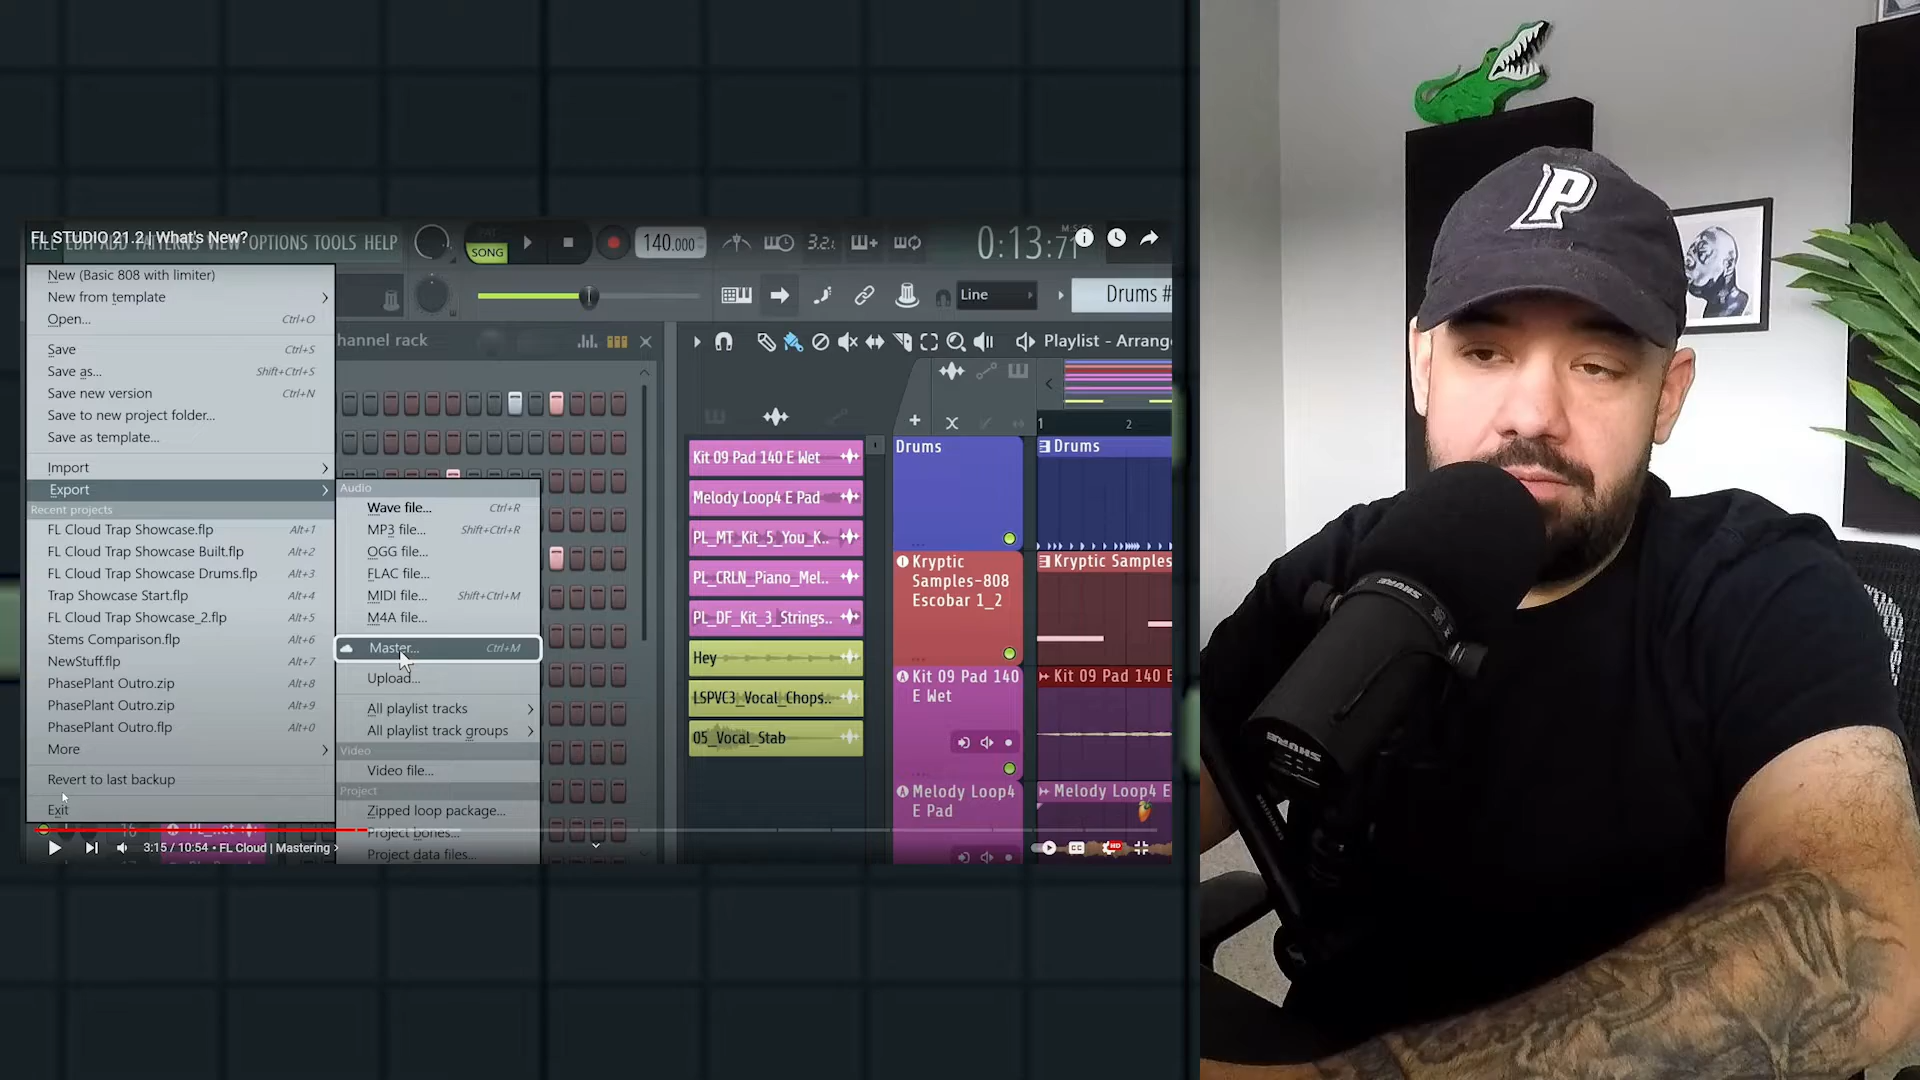 FL STUDIO 21.2 | What's New?
OPTIONS TOOLS HELP
SONG
140.000
3.2
0:13:71
M:S:CS
Line
Drums #
New (Basic 808 with limiter)
New from template
Open... Ctrl+O
Save Ctrl+S
Save as... Shift+Ctrl+S
Save new version Ctrl+N
Save to new project folder...
Save as template...
Import
Export
Recent projects
FL Cloud Trap Showcase.flp Alt+1
FL Cloud Trap Showcase Built.flp Alt+2
FL Cloud Trap Showcase Drums.flp Alt+3
Trap Showcase Start.flp Alt+4
FL Cloud Trap Showcase_2.flp Alt+5
Stems Comparison.flp Alt+6
NewStuff.flp Alt+7
PhasePlant Outro.zip Alt+8
PhasePlant Outro.zip Alt+9
PhasePlant Outro.flp Alt+0
More
Revert to last backup
Exit
hannel rack
Audio
Wave file... Ctrl+R
MP3 file... Shift+Ctrl+R
OGG file...
FLAC file...
MIDI file... Shift+Ctrl+M
M4A file...
Master... Ctrl+M
Upload...
All playlist tracks
All playlist track groups
Video
Video file...
Project
Zipped loop package...
Project bones...
Project data files...
Playlist - Arrang
1 2
Kit 09 Pad 140 E Wet
Melody Loop4 E Pad
PL_MT_Kit_5_You_K..
PL_CRLN_Piano_Mel..
PL_DF_Kit_3_Strings..
Hey
LSPVC3_Vocal_Chops..
05_Vocal_Stab
Drums
Drums
Kryptic
Samples-808
Escobar 1_2
Kryptic Samples
Kit 09 Pad 140
E Wet
Kit 09 Pad 140 E
Melody Loop4
E Pad
Melody Loop4 E
16
3:15 / 10:54 • FL Cloud | Mastering
CC
HD
P
SHURE
SHURE